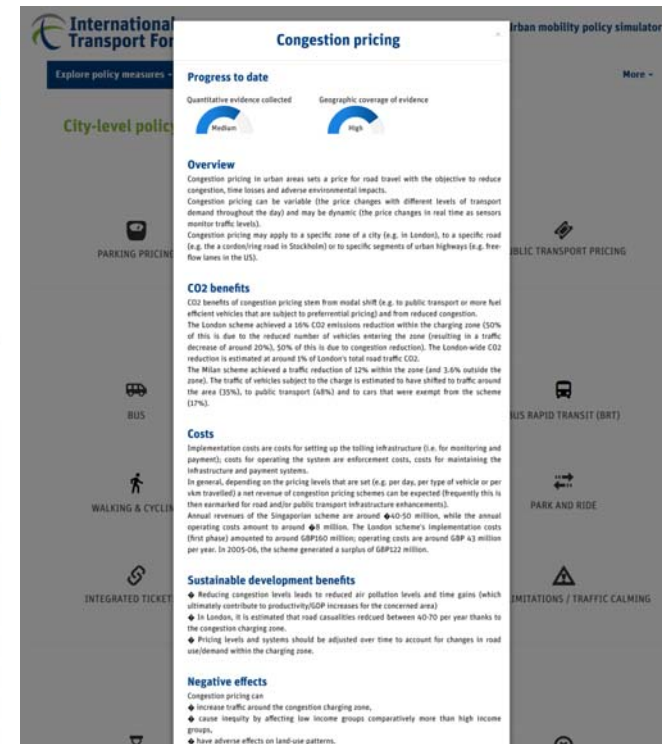 International
Transport For
Urban mobility policy simulator
Explore policy measures
More
City-level policy
PARKING PRICING
PUBLIC TRANSPORT PRICING
BUS
BUS RAPID TRANSIT (BRT)
WALKING & CYCLIN
PARK AND RIDE
INTEGRATED TICKET
LIMITATIONS / TRAFFIC CALMING
Congestion pricing
×
Progress to date
Quantitative evidence collected
Geographic coverage of evidence
Medium
High
Overview
Congestion pricing in urban areas sets a price for road travel with the objective to reduce
congestion, time losses and adverse environmental impacts.
Congestion pricing can be variable (the price changes with different levels of transport
demand throughout the day) and may be dynamic (the price changes in real time as sensors
monitor traffic levels).
Congestion pricing may apply to a specific zone of a city (e.g. in London), to a specific road
(e.g. the a cordon/ring road in Stockholm) or to specific segments of urban highways (e.g. free-
flow lanes in the US).
CO2 benefits
CO2 benefits of congestion pricing stem from modal shift (e.g. to public transport or more fuel
efficient vehicles that are subject to preferrential pricing) and from reduced congestion.
The London scheme achieved a 16% CO2 emissions reduction within the charging zone (50%
of this is due to the reduced number of vehicles entering the zone (resulting in a traffic
decrease of around 20%), 50% of this is due to congestion reduction). The London-wide CO2
reduction is estimated at around 1% of London's total road traffic CO2.
The Milan scheme achieved a traffic reduction of 12% within the zone (and 3.6% outside the
zone). The traffic of vehicles subject to the charge is estimated to have shifted to traffic around
the area (35%), to public transport (48%) and to cars that were exempt from the scheme
(17%).
Costs
Implementation costs are costs for setting up the tolling infrastructure (i.e. for monitoring and
payment); costs for operating the system are enforcement costs, costs for maintaining the
infrastructure and payment systems.
In general, depending on the pricing levels that are set (e.g. per day, per type of vehicle or per
vkm travelled) a net revenue of congestion pricing schemes can be expected (frequently this is
then earmarked for road and/or public transport infrastructure enhancements).
Annual revenues of the Singaporian scheme are around �40-50 million, while the annual
operating costs amount to around �8 million. The London scheme's implementation costs
(first phase) amounted to around GBP160 million; operating costs are around GBP 43 million
per year. In 2005-06, the scheme generated a surplus of GBP122 million.
Sustainable development benefits
� Reducing congestion levels leads to reduced air pollution levels and time gains (which
ultimately contribute to productivity/GDP increases for the concerned area)
� In London, it is estimated that road casualities redcued between 40-70 per year thanks to
the congestion charging zone.
� Pricing levels and systems should be adjusted over time to account for changes in road
use/demand within the charging zone.
Negative effects
Congestion pricing can
� increase traffic around the congestion charging zone,
� cause inequity by affecting low income groups comparatively more than high income
groups,
� have adverse effects on land-use patterns.